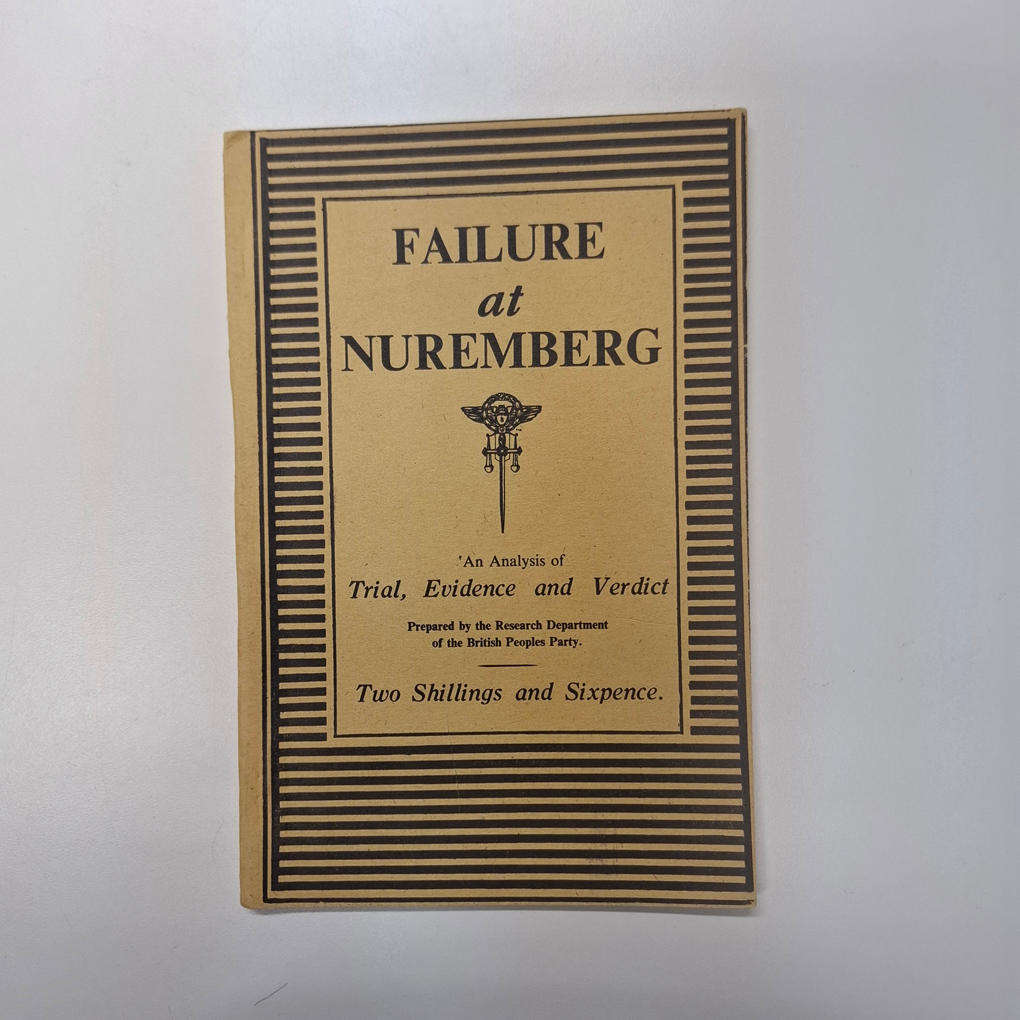 FAILURE
at
NUREMBERG
'An Analysis of
Trial, Evidence and Verdict
Prepared by the Research Department
of the British Peoples Party.
Two Shillings and Sixpence.